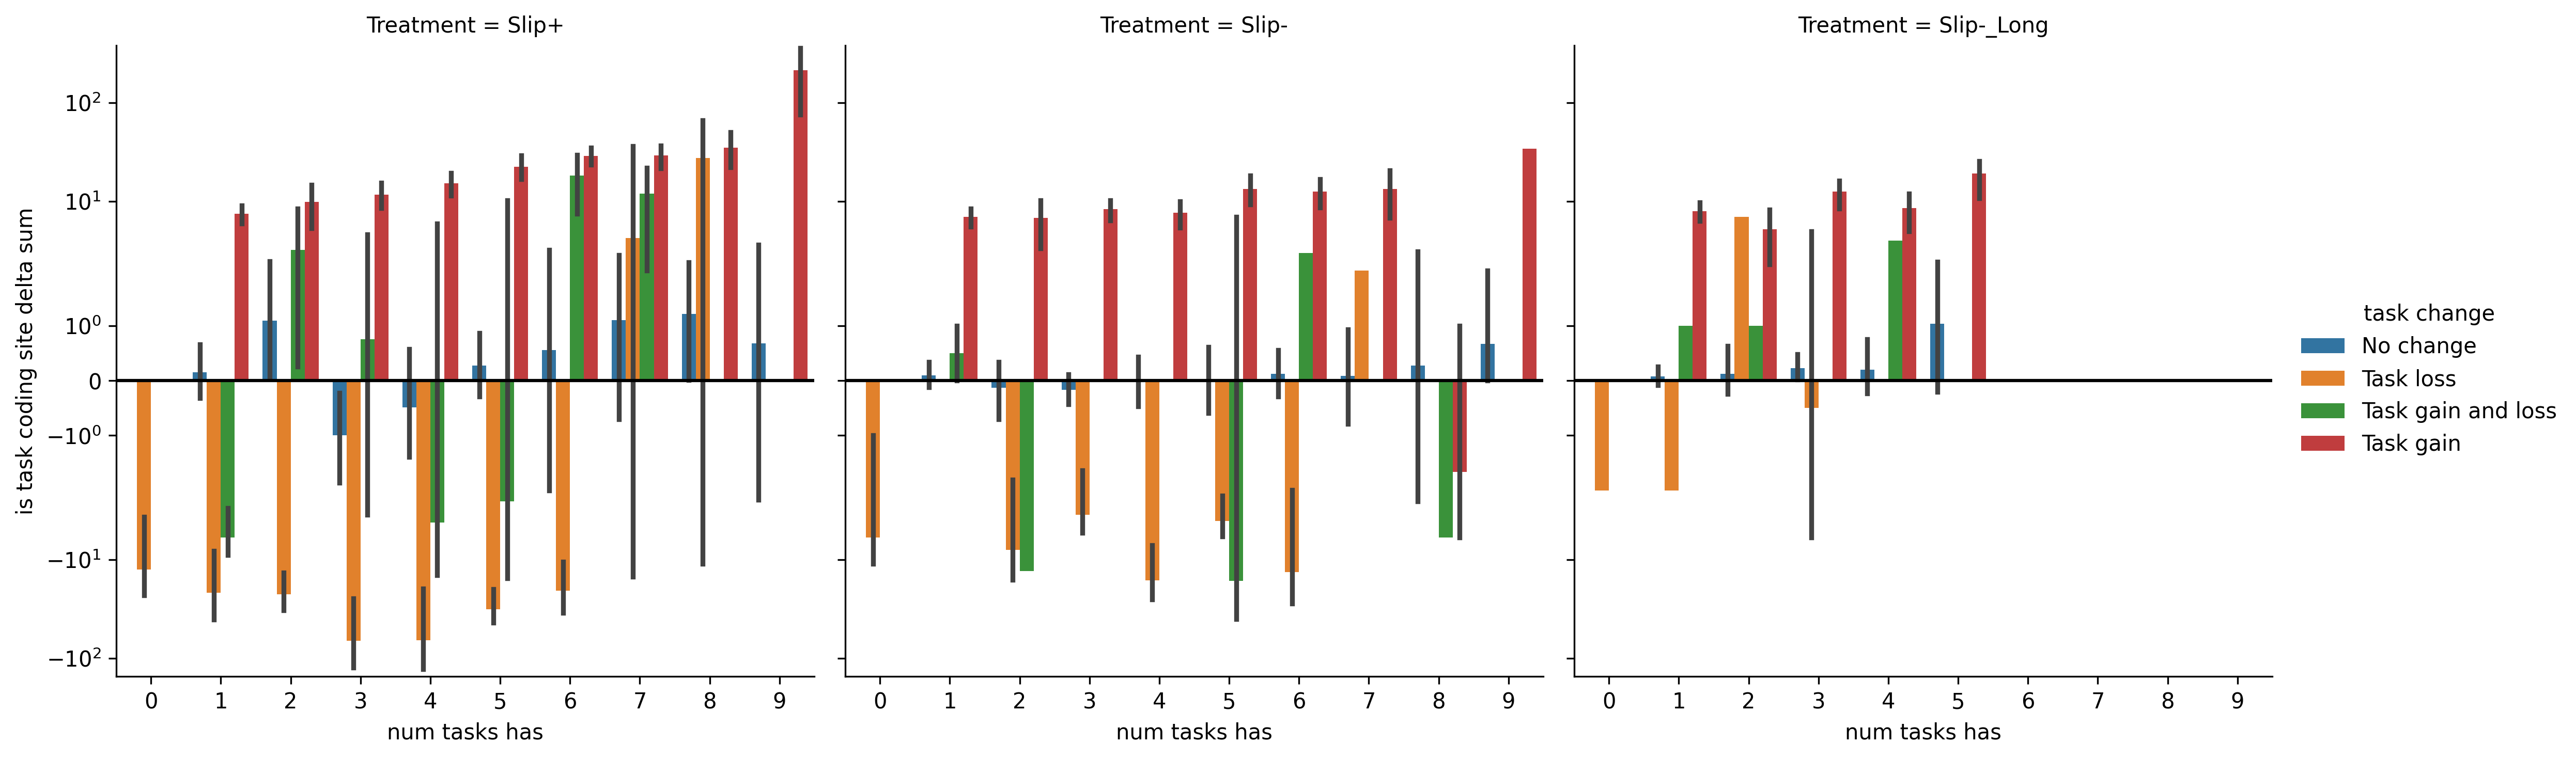 Treatment = Slip+
Treatment = Slip-
Treatment = Slip-_Long
is task coding site delta sum
10²
10¹
10⁰
0
−10⁰
−10¹
−10²
0 1 2 3 4 5 6 7 8 9
0 1 2 3 4 5 6 7 8 9
0 1 2 3 4 5 6 7 8 9
num tasks has
num tasks has
num tasks has
task change
No change
Task loss
Task gain and loss
Task gain